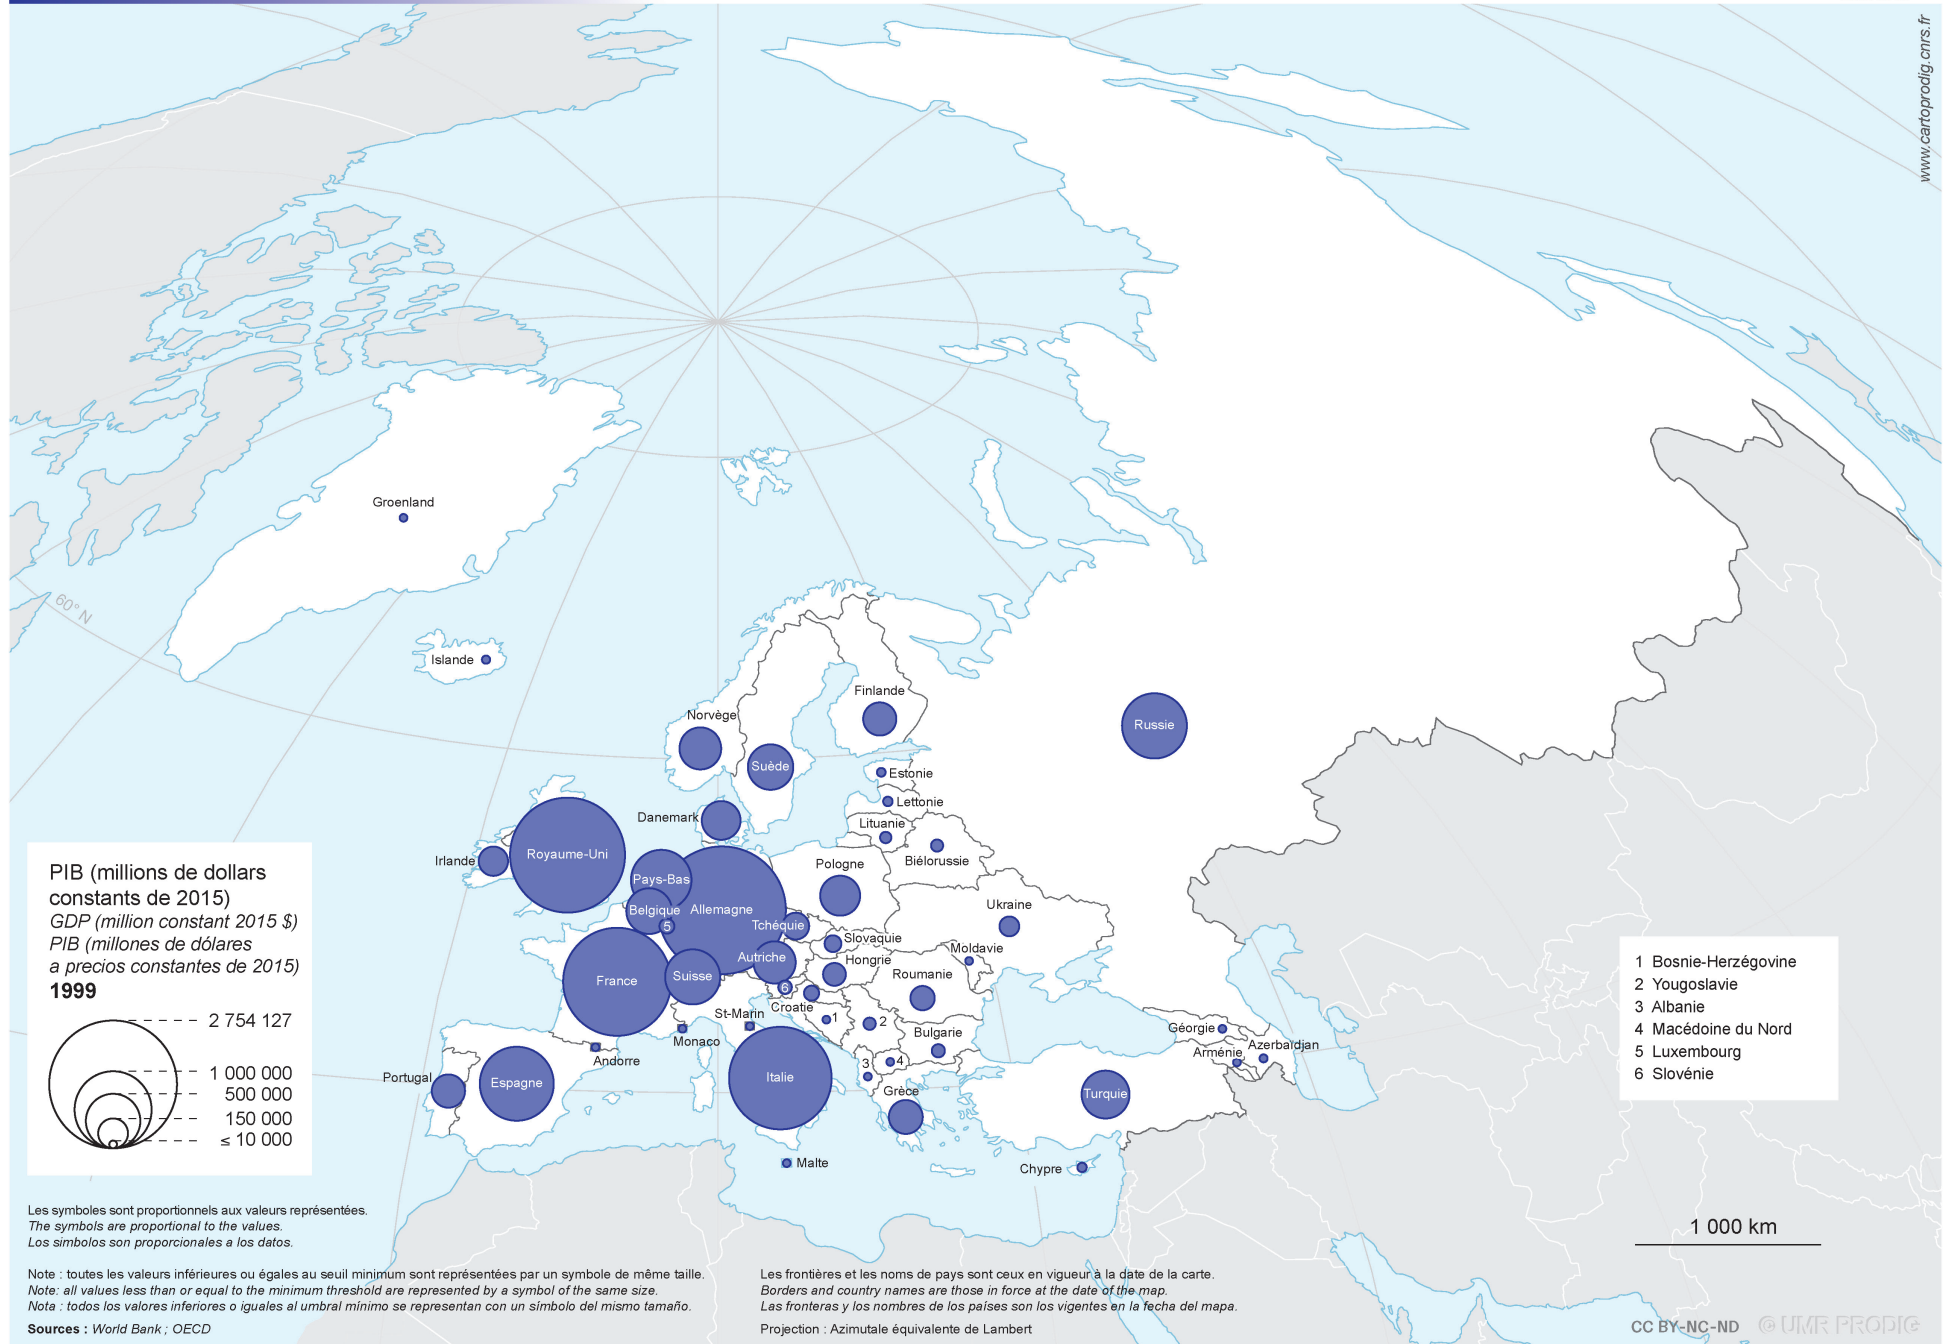 www.cartoprodig.cnrs.fr
Groenland
60° N
Islande
Finlande
Norvège
Russie
Suède
Estonie
Lettonie
Danemark
Lituanie
Royaume-Uni
Irlande
Biélorussie
Pologne
Pays-Bas
Belgique
Allemagne
5
Tchéquie
Ukraine
Slovaquie
Moldavie
Autriche
Hongrie
Roumanie
France
Suisse
6
Croatie
St-Marin
1
2
Bulgarie
Monaco
Andorre
Géorgie
Azerbaïdjan
Arménie
3
4
Portugal
Espagne
Italie
Grèce
Turquie
Malte
Chypre
PIB (millions de dollars
constants de 2015)
GDP (million constant 2015 $)
PIB (millones de dólares
a precios constantes de 2015)
1999
2 754 127
1 000 000
500 000
150 000
≤ 10 000
1 Bosnie-Herzégovine
2 Yougoslavie
3 Albanie
4 Macédoine du Nord
5 Luxembourg
6 Slovénie
1 000 km
Les symboles sont proportionnels aux valeurs représentées.
The symbols are proportional to the values.
Los símbolos son proporcionales a los datos.
Note : toutes les valeurs inférieures ou égales au seuil minimum sont représentées par un symbole de même taille.
Note: all values less than or equal to the minimum threshold are represented by a symbol of the same size.
Nota : todos los valores inferiores o iguales al umbral mínimo se representan con un símbolo del mismo tamaño.
Sources : World Bank ; OECD
Les frontières et les noms de pays sont ceux en vigueur à la date de la carte.
Borders and country names are those in force at the date of the map.
Las fronteras y los nombres de los países son los vigentes en la fecha del mapa.
Projection : Azimutale équivalente de Lambert
CC BY-NC-ND © UMR PRODIG